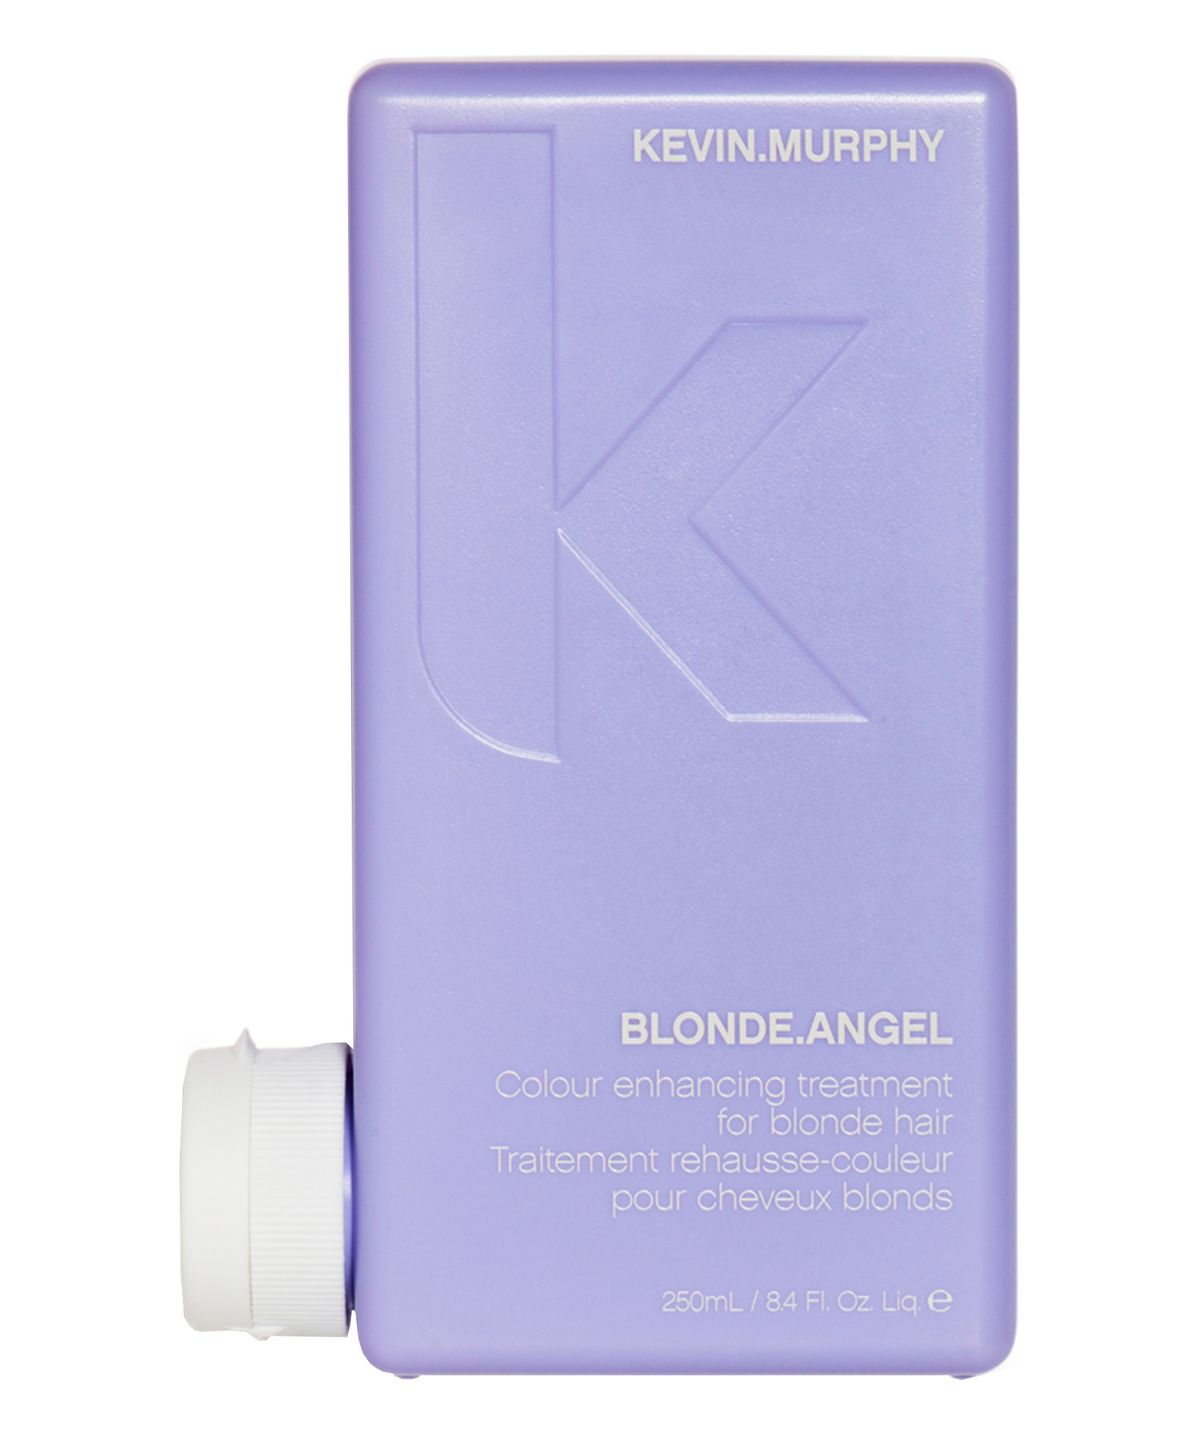 KEVIN.MURPHY
BLONDE.ANGEL
Colour enhancing treatment
for blonde hair
Traitement rehausse-couleur
pour cheveux blonds
250mL / 8.4 Fl. Oz. Liq. ℮